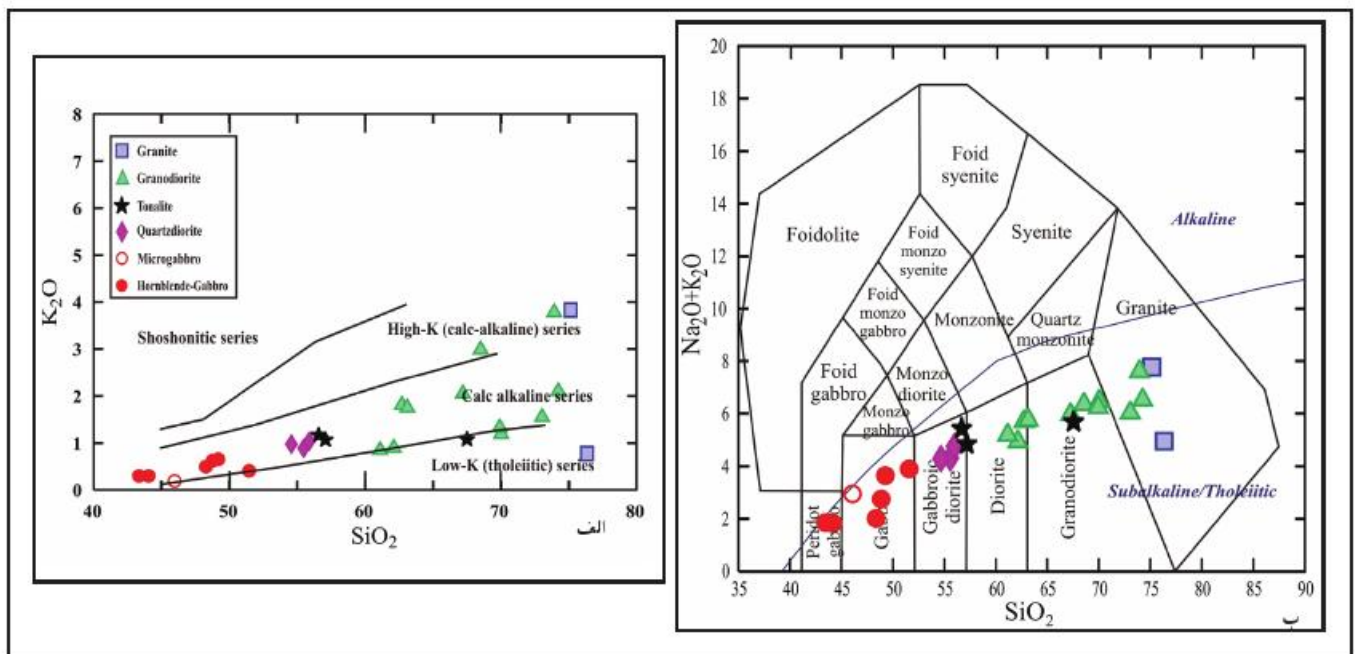 8
7
6
5
4
3
2
1
0
K₂O
40
50
60
70
80
SiO₂
الف
Granite
Granodiorite
Tonalite
Quartzdiorite
Microgabbro
Hornblende-Gabbro
Shoshonitic series
High-K (calc-alkaline) series
Calc alkaline series
Low-K (tholeiitic) series
20
18
16
14
12
10
8
6
4
2
0
Na₂O+K₂O
35
40
45
50
55
60
65
70
75
80
85
90
SiO₂
Foid
syenite
Foidolite
Foid
monzo
syenite
Syenite
Alkaline
Foid
monzo
gabbro
Monzonite
Quartz
monzonite
Granite
Foid
gabbro
Monzo
diorite
Monzo
gabbro
Peridot
Gabbroic
diorite
Diorite
Granodiorite
Subalkaline/Tholeiitic